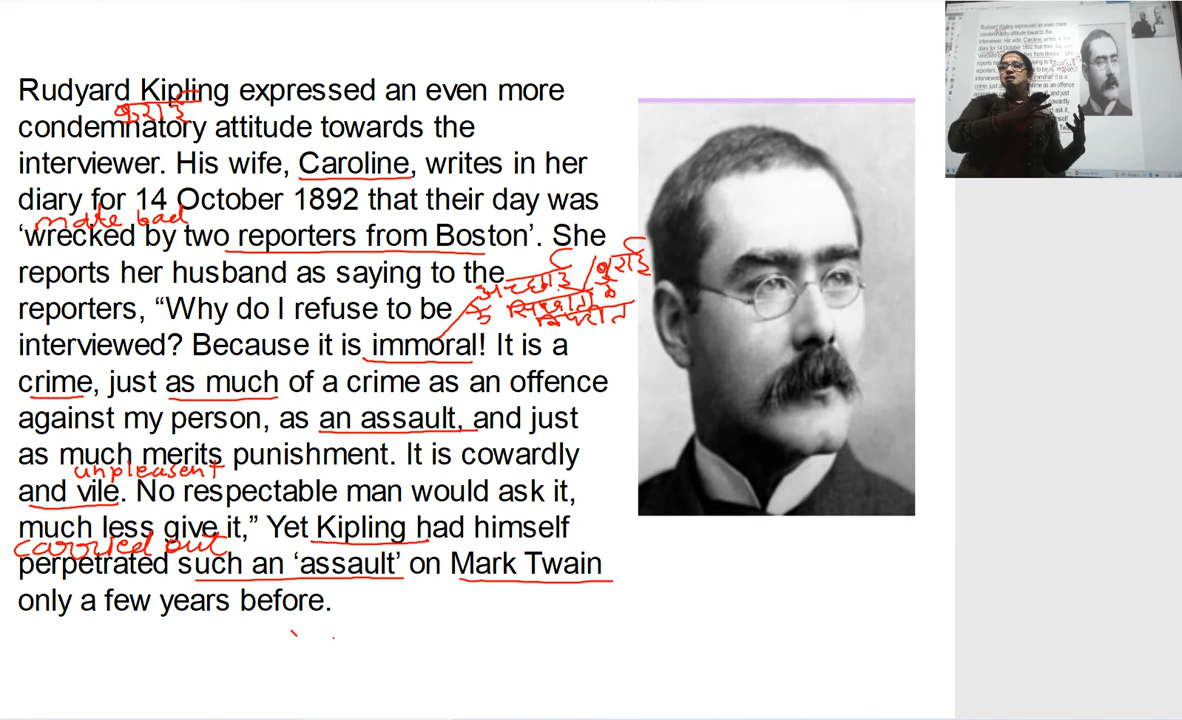 Rudyard Kipling expressed an even more
बुराई
condemnatory attitude towards the
interviewer. His wife, Caroline, writes in her
diary for 14 October 1892 that their day was
made bad
‘wrecked by two reporters from Boston’. She
reports her husband as saying to the
अच्छाई / बुराई
के सिद्धांत के
विपरीत
reporters, “Why do I refuse to be
interviewed? Because it is immoral! It is a
crime, just as much of a crime as an offence
against my person, as an assault, and just
as much merits punishment. It is cowardly
unpleasent
and vile. No respectable man would ask it,
much less give it,” Yet Kipling had himself
carried out
perpetrated such an ‘assault’ on Mark Twain
only a few years before.